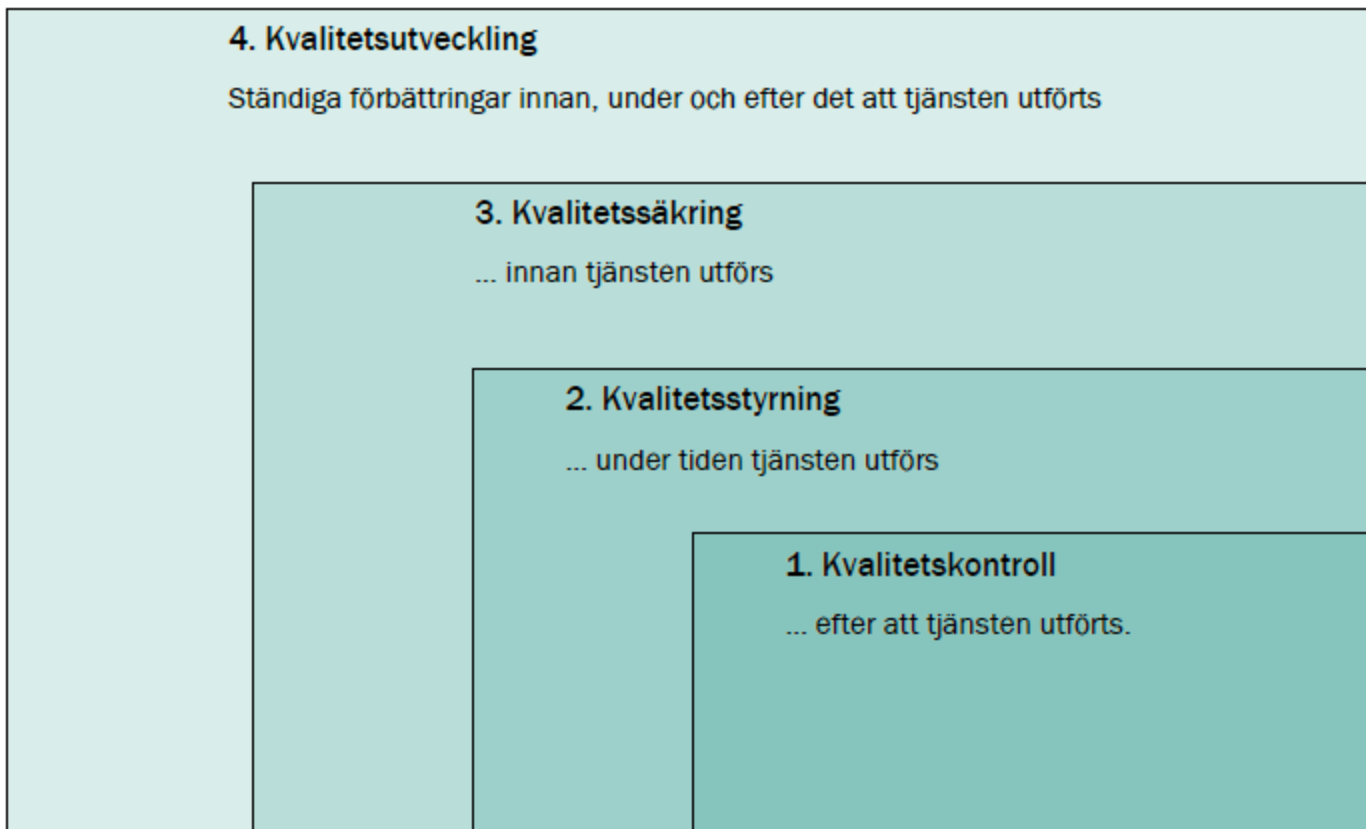 4. Kvalitetsutveckling
Ständiga förbättringar innan, under och efter det att tjänsten utförts
3. Kvalitetssäkring
... innan tjänsten utförs
2. Kvalitetsstyrning
... under tiden tjänsten utförs
1. Kvalitetskontroll
... efter att tjänsten utförts.